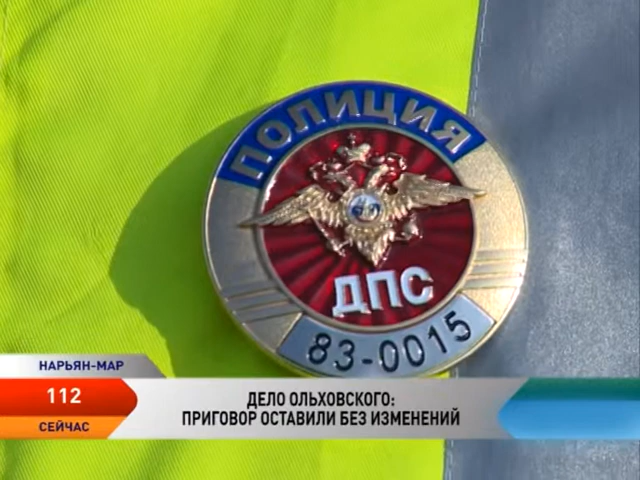 ПОЛИЦИЯ
ДПС
83-0015
НАРЬЯН-МАР
112
СЕЙЧАС
ДЕЛО ОЛЬХОВСКОГО:
ПРИГОВОР ОСТАВИЛИ БЕЗ ИЗМЕНЕНИЙ